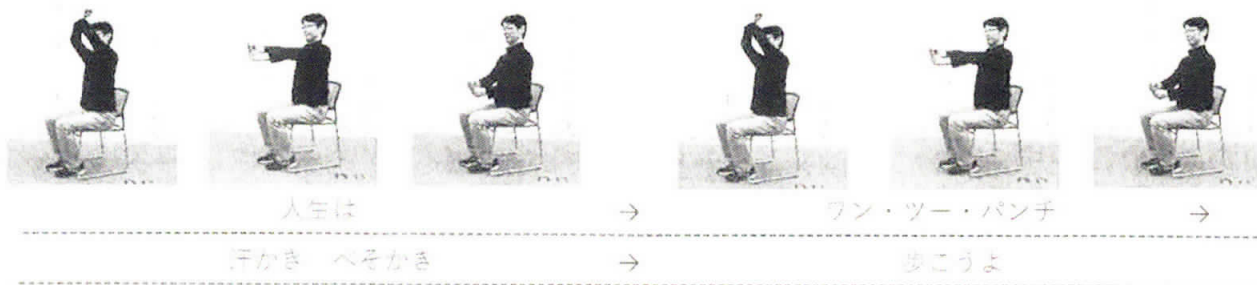 人生は → ワン・ツー・パンチ →
汗かき べそかき → 歩こうよ